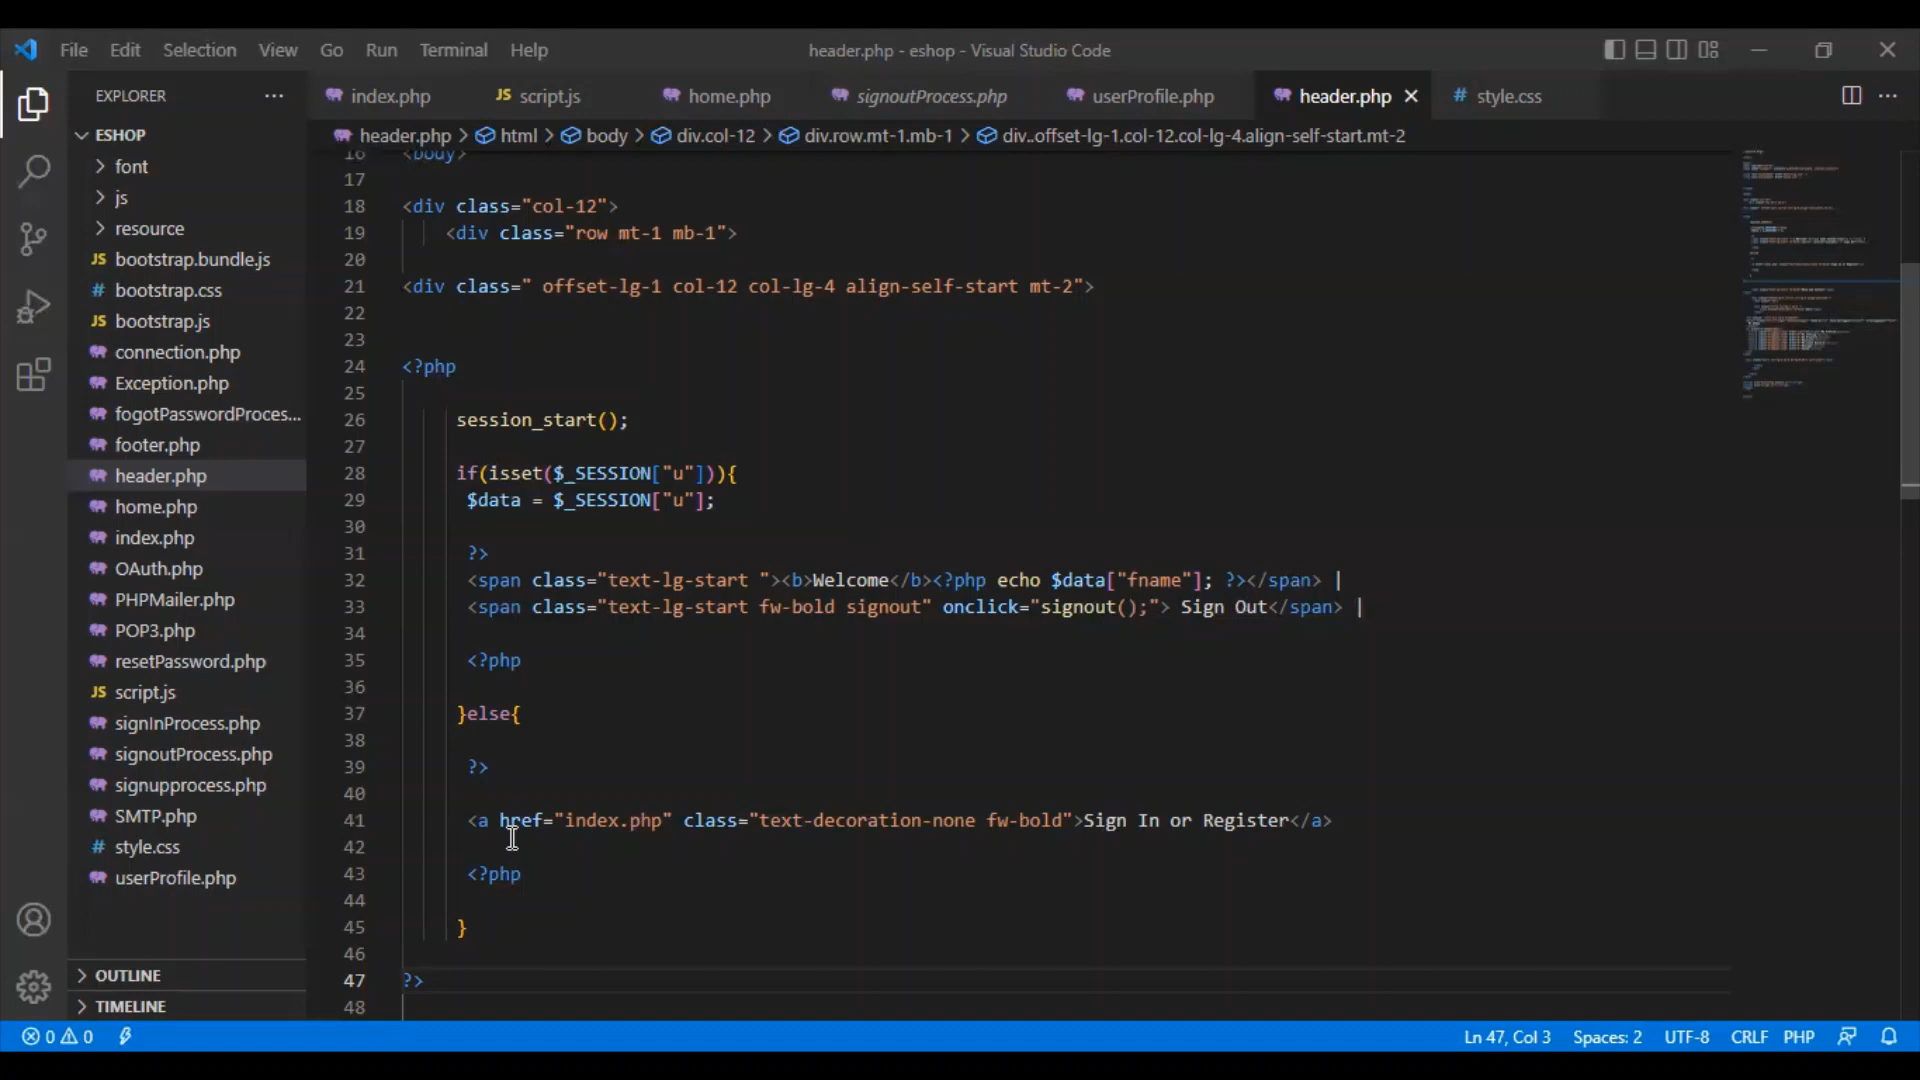 File Edit Selection View Go Run Terminal Help header.php - eshop - Visual Studio Code
EXPLORER ...
index.php JS script.js home.php signoutProcess.php userProfile.php header.php # style.css
ESHOP
header.php > html > body > div.col-12 > div.row.mt-1.mb-1 > div..offset-lg-1.col-12.col-lg-4.align-self-start.mt-2
font
js
resource
JS bootstrap.bundle.js
# bootstrap.css
JS bootstrap.js
connection.php
Exception.php
fogotPasswordProces...
footer.php
header.php
home.php
index.php
OAuth.php
PHPMailer.php
POP3.php
resetPassword.php
JS script.js
signInProcess.php
signoutProcess.php
signupprocess.php
SMTP.php
# style.css
userProfile.php
OUTLINE
TIMELINE
16 <body>
17
18 <div class="col-12">
19 <div class="row mt-1 mb-1">
20
21 <div class=" offset-lg-1 col-12 col-lg-4 align-self-start mt-2">
22
23
24 <?php
25
26 session_start();
27
28 if(isset($_SESSION["u"])){
29 $data = $_SESSION["u"];
30
31 ?>
32 <span class="text-lg-start "><b>Welcome</b><?php echo $data["fname"]; ?></span> |
33 <span class="text-lg-start fw-bold signout" onclick="signout();"> Sign Out</span> |
34
35 <?php
36
37 }else{
38
39 ?>
40
41 <a href="index.php" class="text-decoration-none fw-bold">Sign In or Register</a>
42
43 <?php
44
45 }
46
47 ?>
48
0 0 Ln 47, Col 3 Spaces: 2 UTF-8 CRLF PHP